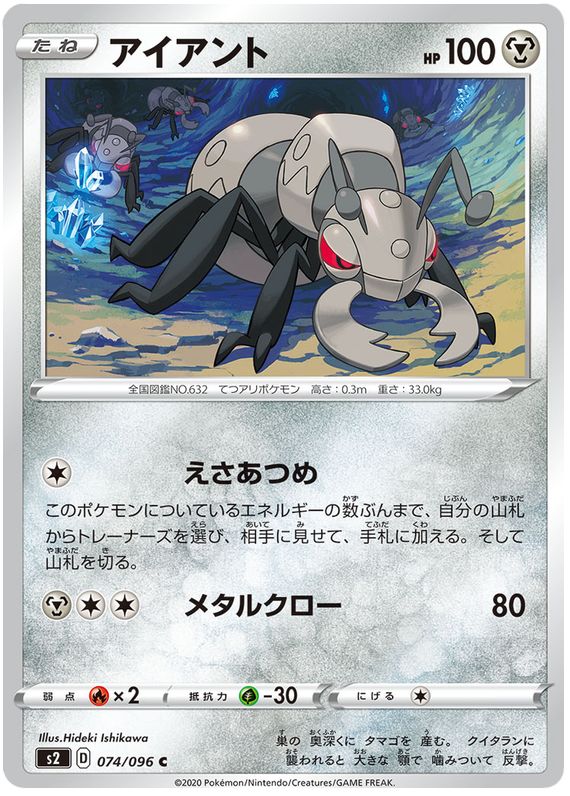 たね アイアント HP 100
全国図鑑NO.632 てつアリポケモン 高さ：0.3m 重さ：33.0kg
えさあつめ
このポケモンについているエネルギーの数ぶんまで、自分の山札
からトレーナーズを選び、相手に見せて、手札に加える。そして
山札を切る。
メタルクロー 80
弱点 ×2 抵抗力 -30 にげる
Illus.Hideki Ishikawa
s2 D 074/096 C
巣の 奥深くに タマゴを 産む。 クイタランに
襲われると 大きな 顎で 噛みついて 反撃。
©2020 Pokémon/Nintendo/Creatures/GAME FREAK.